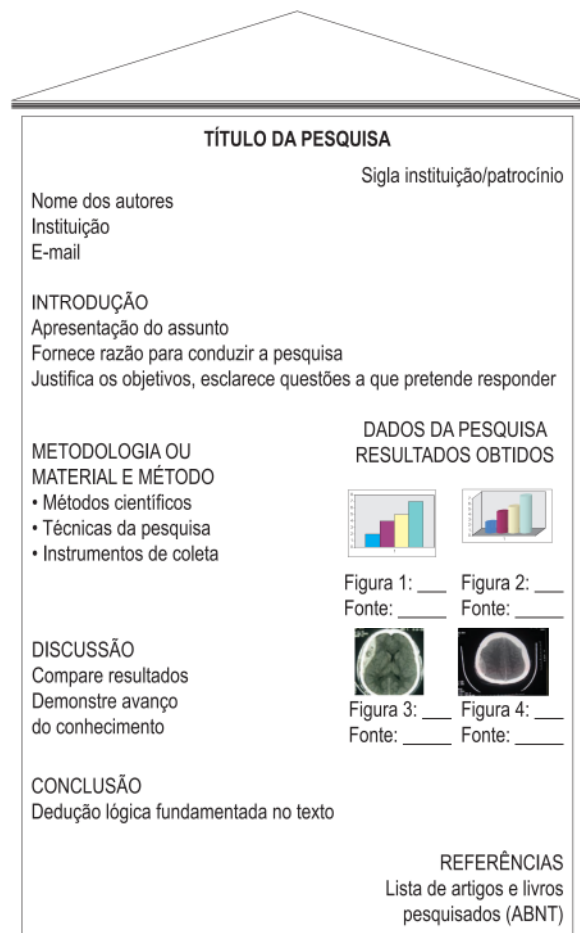 TÍTULO DA PESQUISA
Sigla instituição/patrocínio
Nome dos autores
Instituição
E-mail
INTRODUÇÃO
Apresentação do assunto
Fornece razão para conduzir a pesquisa
Justifica os objetivos, esclarece questões a que pretende responder
METODOLOGIA OU
MATERIAL E MÉTODO
• Métodos científicos
• Técnicas da pesquisa
• Instrumentos de coleta
DADOS DA PESQUISA
RESULTADOS OBTIDOS
Figura 1: ___ Figura 2: ___
Fonte: _____ Fonte: _____
DISCUSSÃO
Compare resultados
Demonstre avanço
do conhecimento
Figura 3: ___ Figura 4: ___
Fonte: _____ Fonte: _____
CONCLUSÃO
Dedução lógica fundamentada no texto
REFERÊNCIAS
Lista de artigos e livros
pesquisados (ABNT)